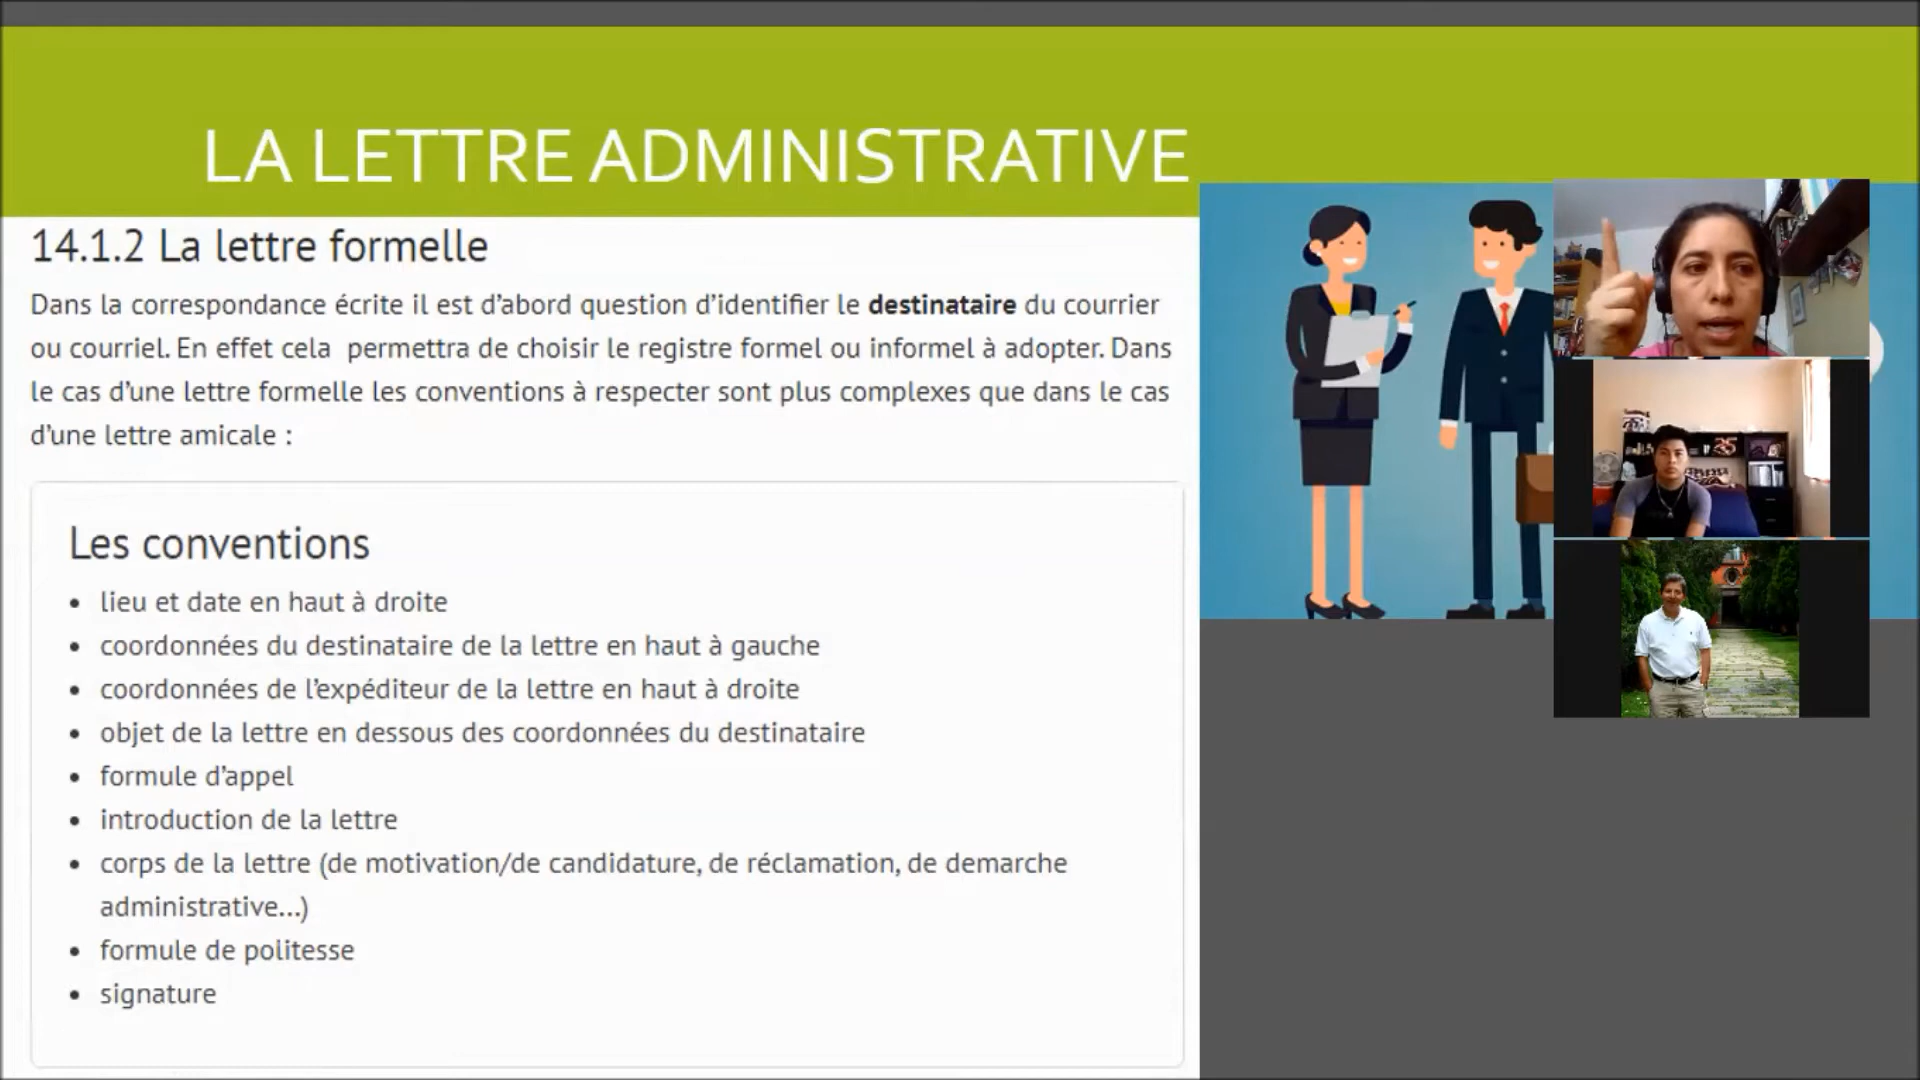 LA LETTRE ADMINISTRATIVE
14.1.2 La lettre formelle
Dans la correspondance écrite il est d’abord question d’identifier le destinataire du courrier
ou courriel. En effet cela permettra de choisir le registre formel ou informel à adopter. Dans
le cas d’une lettre formelle les conventions à respecter sont plus complexes que dans le cas
d’une lettre amicale :
Les conventions
• lieu et date en haut à droite
• coordonnées du destinataire de la lettre en haut à gauche
• coordonnées de l’expéditeur de la lettre en haut à droite
• objet de la lettre en dessous des coordonnées du destinataire
• formule d’appel
• introduction de la lettre
• corps de la lettre (de motivation/de candidature, de réclamation, de demarche
administrative...)
• formule de politesse
• signature
25